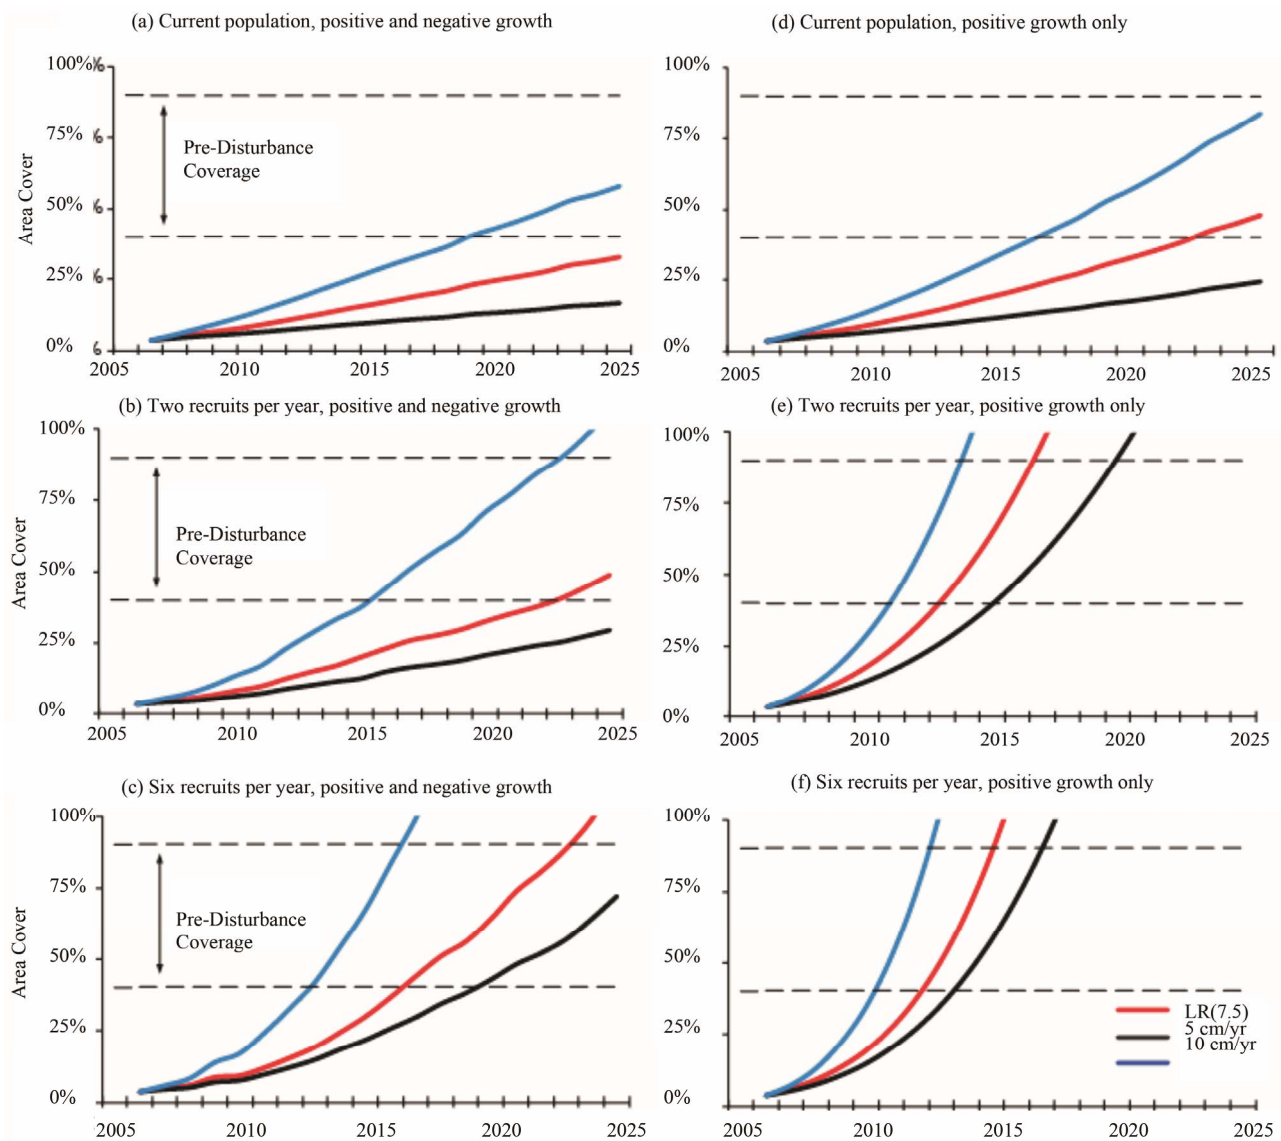 (a) Current population, positive and negative growth
100%
75%
50%
25%
0%
Area Cover
Pre-Disturbance
Coverage
2005 2010 2015 2020 2025
(d) Current population, positive growth only
100%
75%
50%
25%
0%
2005 2010 2015 2020 2025
(b) Two recruits per year, positive and negative growth
100%
75%
50%
25%
0%
Area Cover
Pre-Disturbance
Coverage
2005 2010 2015 2020 2025
(e) Two recruits per year, positive growth only
100%
75%
50%
25%
0%
2005 2010 2015 2020 2025
(c) Six recruits per year, positive and negative growth
100%
75%
50%
25%
0%
Area Cover
Pre-Disturbance
Coverage
2005 2010 2015 2020 2025
(f) Six recruits per year, positive growth only
100%
75%
50%
25%
0%
LR(7.5)
5 cm/yr
10 cm/yr
2005 2010 2015 2020 2025